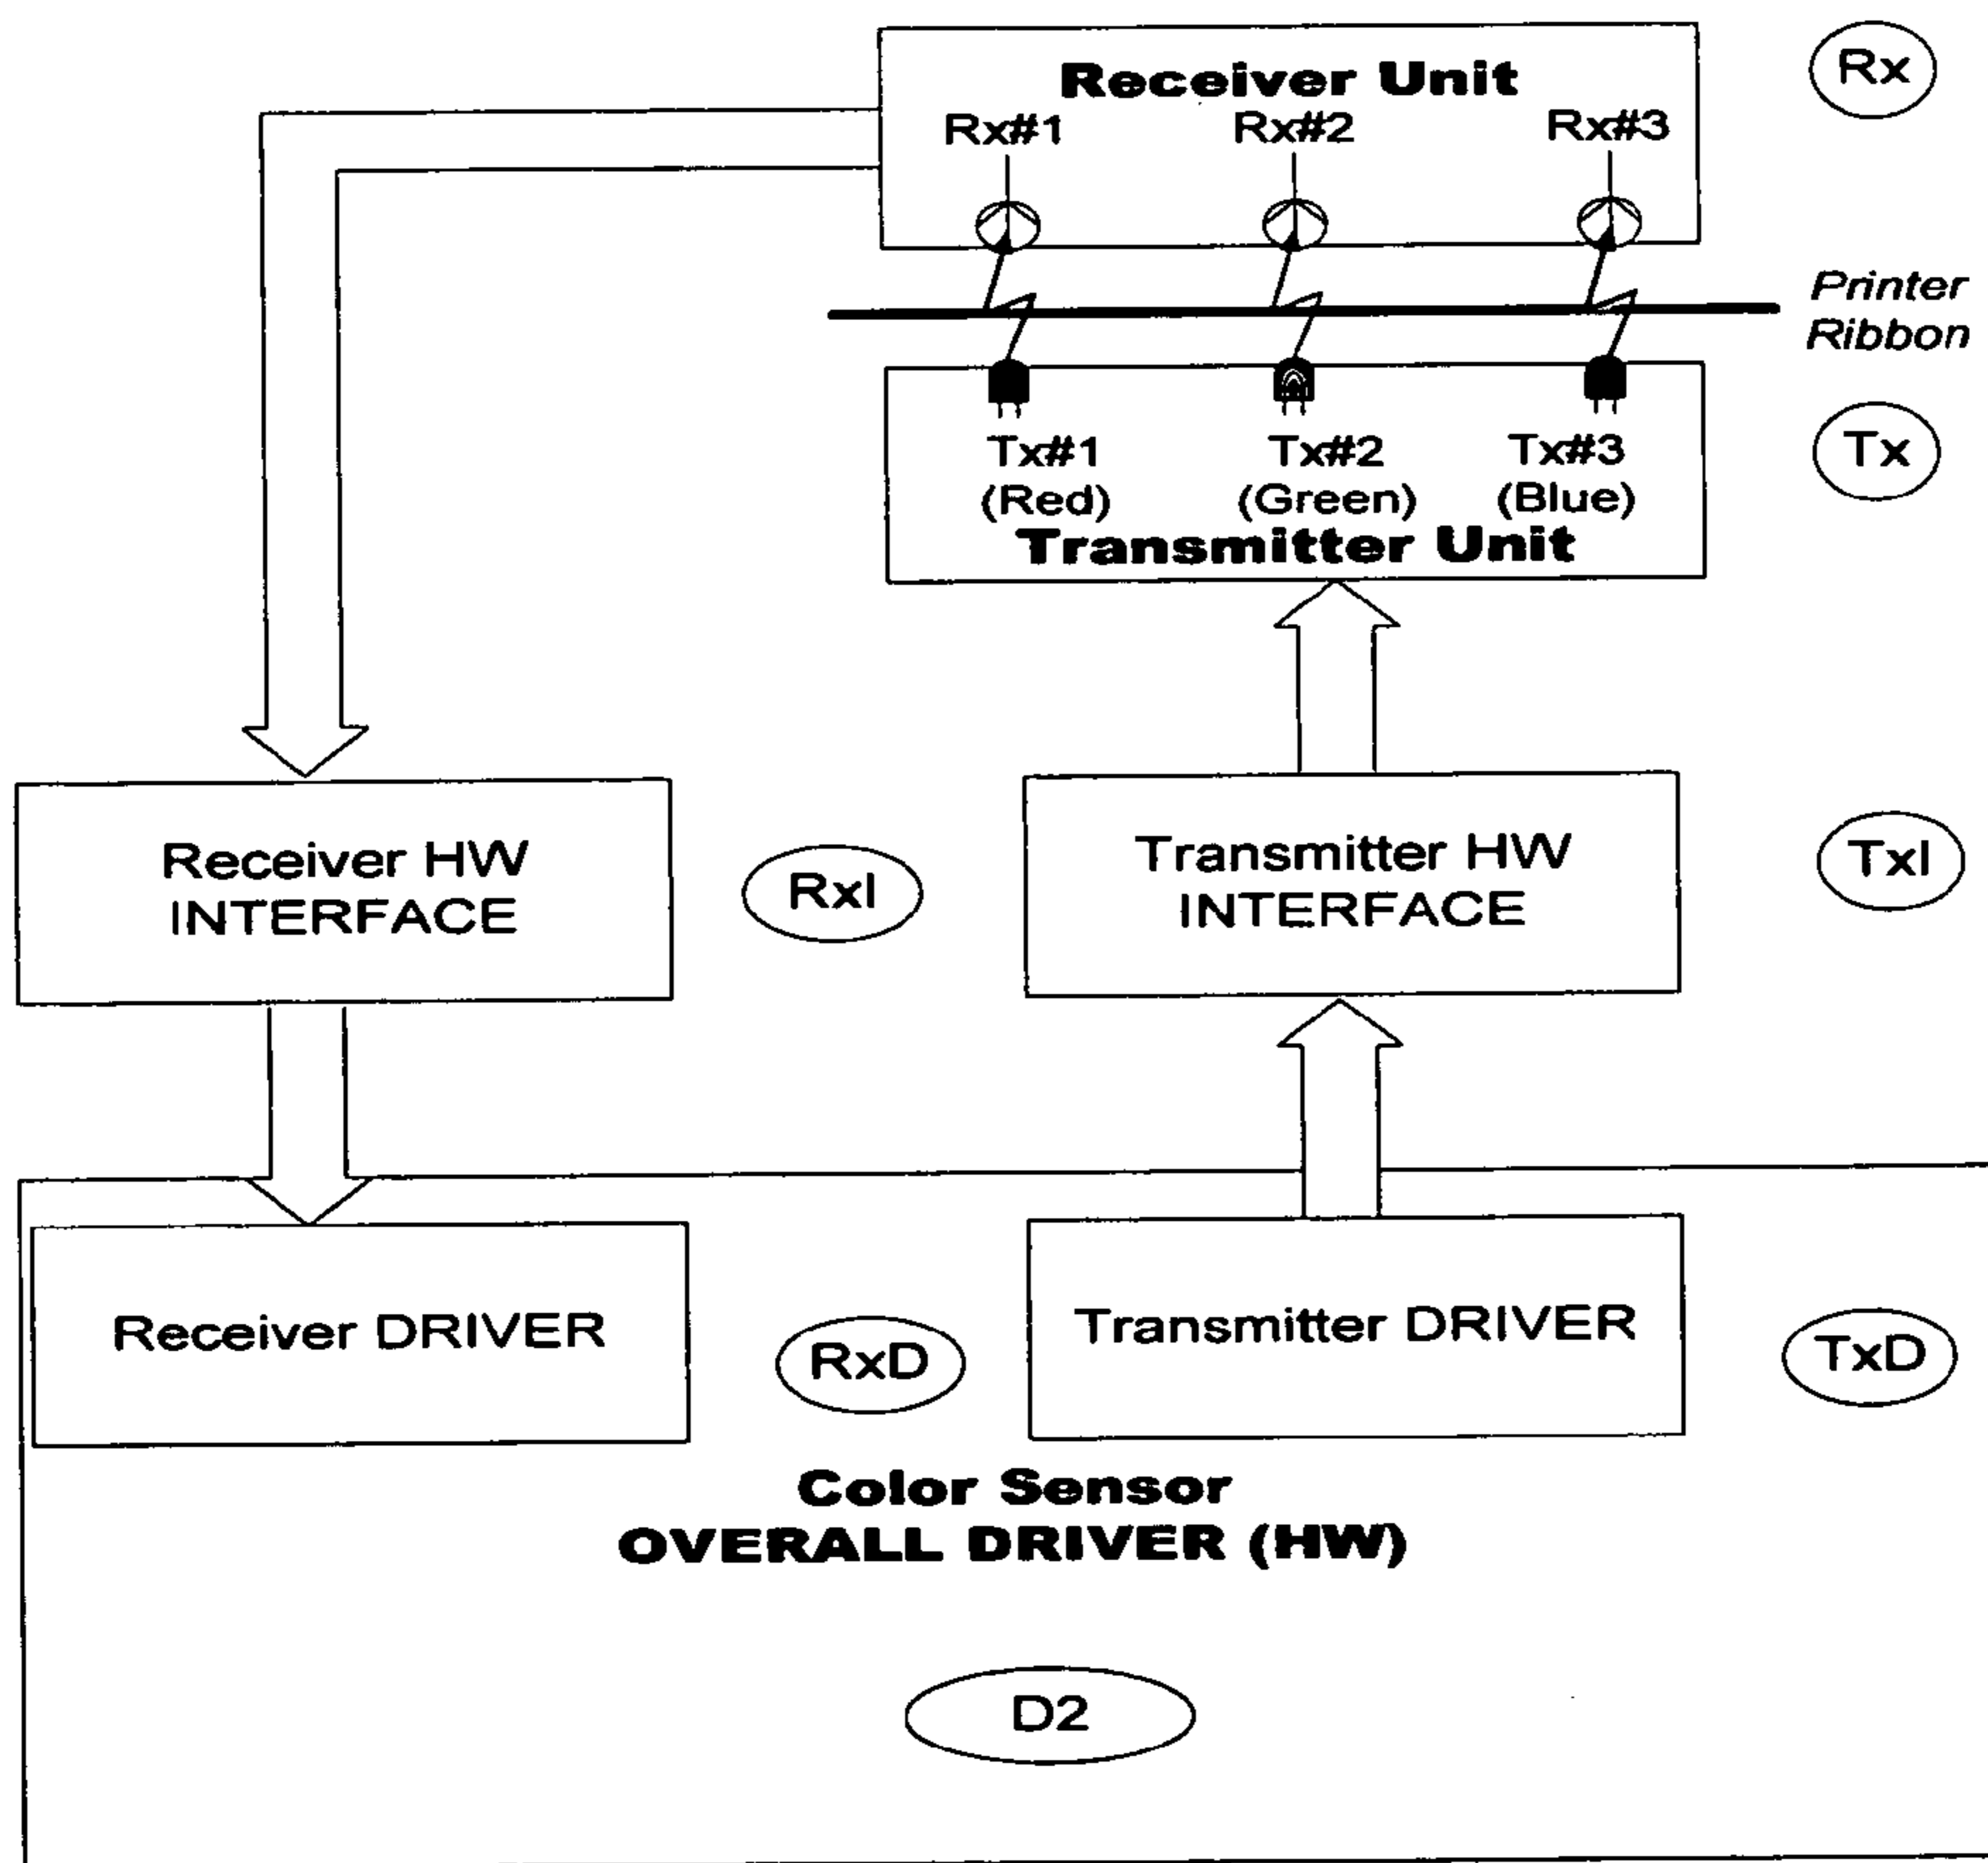 Receiver Unit
Rx
Rx#1 Rx#2 Rx#3
Printer
Ribbon
Tx#1 Tx#2 Tx#3
(Red) (Green) (Blue)
Transmitter Unit
Tx
Receiver HW
INTERFACE
RxI
Transmitter HW
INTERFACE
TxI
Receiver DRIVER
RxD
Transmitter DRIVER
TxD
Color Sensor
OVERALL DRIVER (HW)
D2